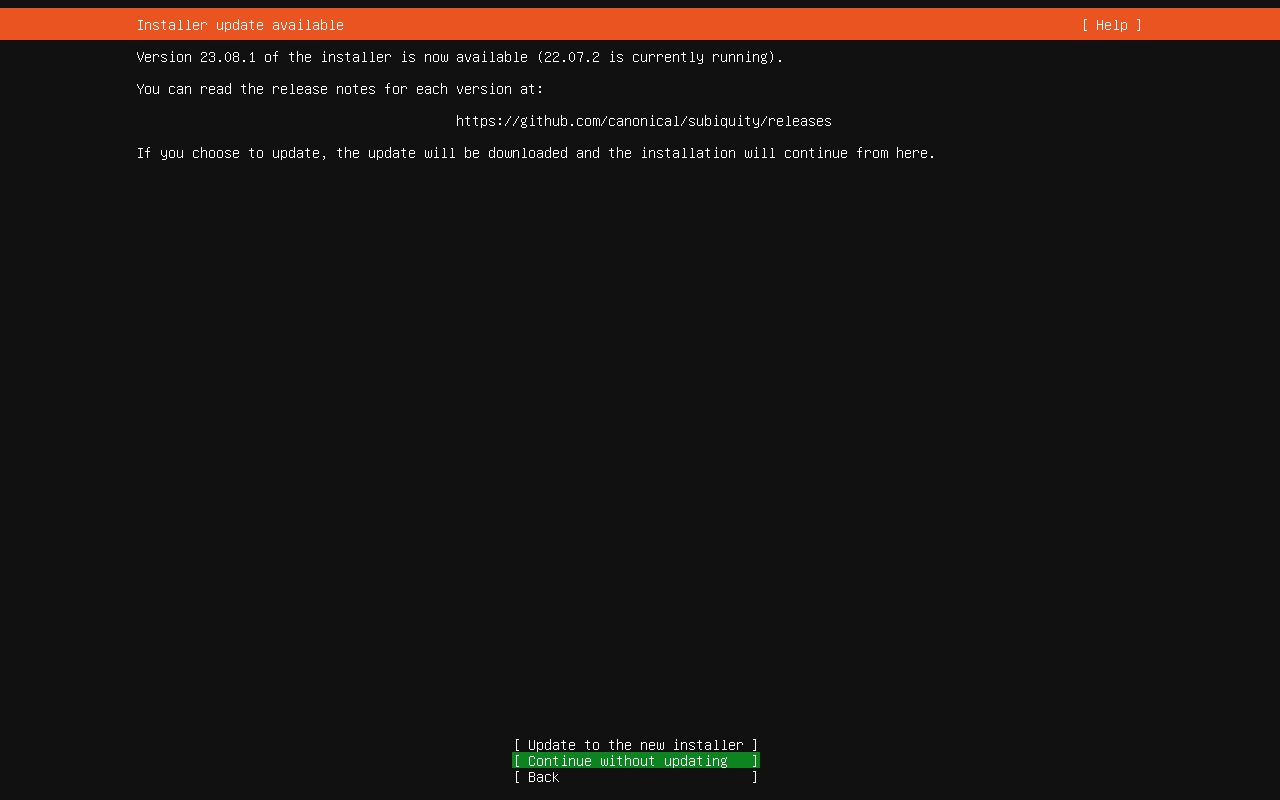 Installer update available [ Help ]
Version 23.08.1 of the installer is now available (22.07.2 is currently running).
You can read the release notes for each version at:
https://github.com/canonical/subiquity/releases
If you choose to update, the update will be downloaded and the installation will continue from here.
[ Update to the new installer ]
[ Continue without updating ]
[ Back ]